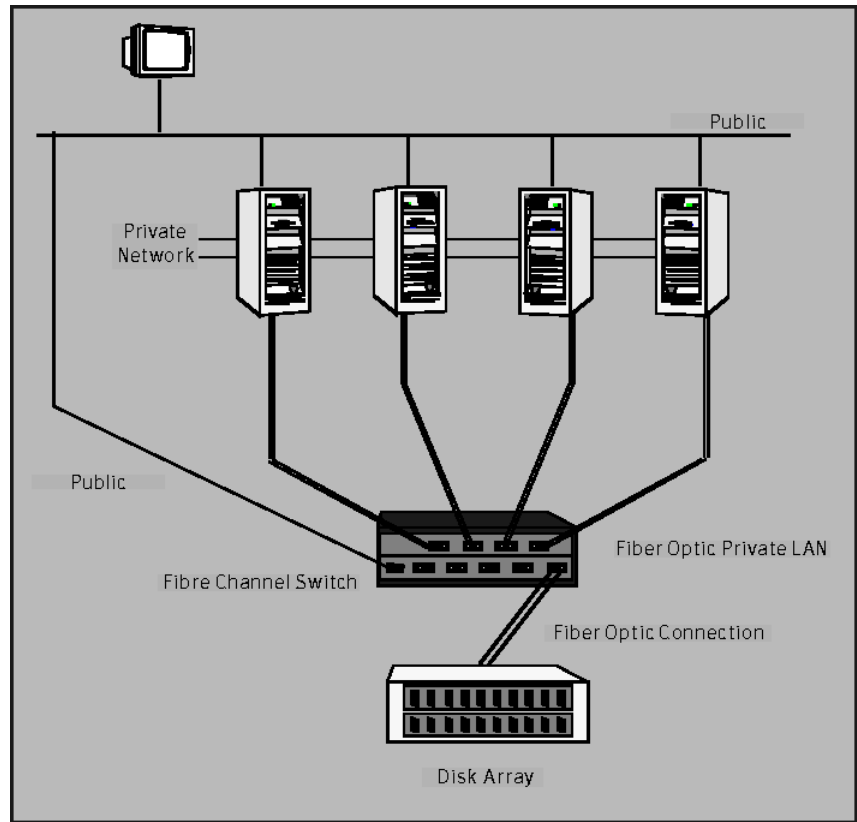 Public
Private
Network
Public
Fiber Optic Private LAN
Fibre Channel Switch
Fiber Optic Connection
Disk Array